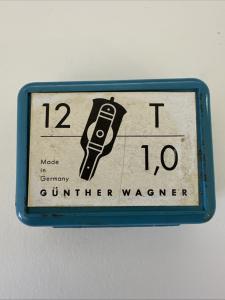 12 T
1,0
Made
in
Germany
GÜNTHER WAGNER